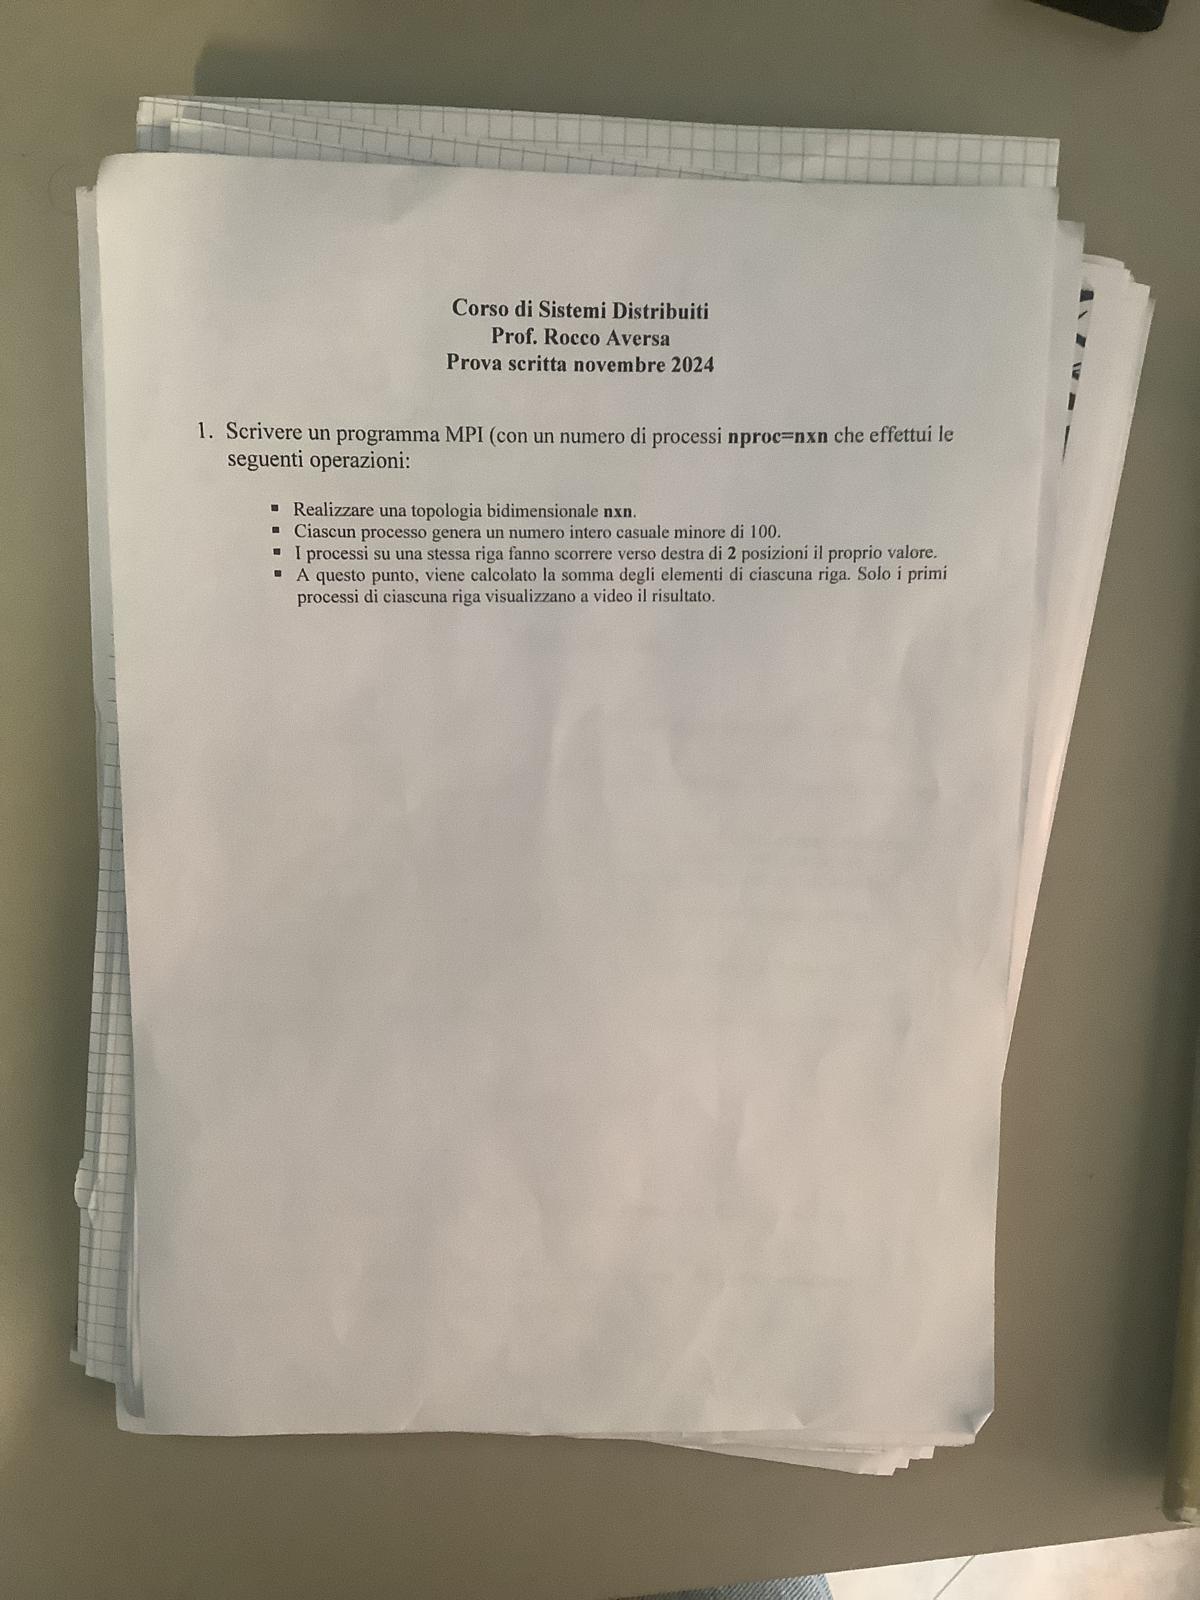 Corso di Sistemi Distribuiti
Prof. Rocco Aversa
Prova scritta novembre 2024
1. Scrivere un programma MPI (con un numero di processi nproc=nxn che effettui le
seguenti operazioni:
▪ Realizzare una topologia bidimensionale nxn.
▪ Ciascun processo genera un numero intero casuale minore di 100.
▪ I processi su una stessa riga fanno scorrere verso destra di 2 posizioni il proprio valore.
▪ A questo punto, viene calcolato la somma degli elementi di ciascuna riga. Solo i primi
processi di ciascuna riga visualizzano a video il risultato.